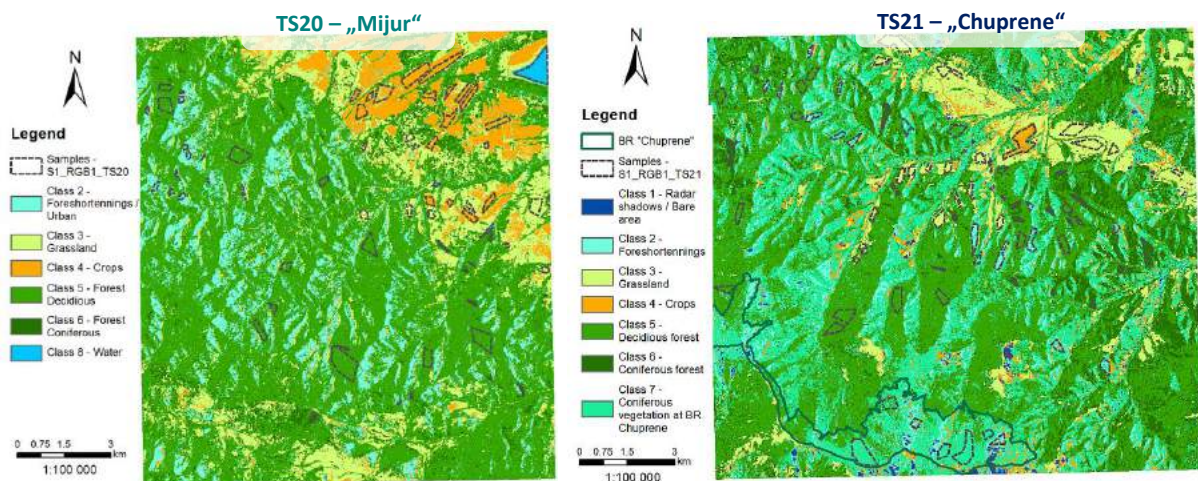 TS20 – „Mijur“
N
Legend
Samples -
S1_RGB1_TS20
Class 2 -
Foreshortennings /
Urban
Class 3 -
Grassland
Class 4 - Crops
Class 5 - Forest
Decidious
Class 6 - Forest
Coniferous
Class 8 - Water
0 0.75 1.5 3
km
1:100 000
TS21 – „Chuprene“
N
Legend
BR "Chuprene"
Samples -
S1_RGB1_TS21
Class 1 - Radar
shadows / Bare
area
Class 2 -
Foreshortennings
Class 3 -
Grassland
Class 4 - Crops
Class 5 -
Decidious forest
Class 6 -
Coniferous forest
Class 7 -
Coniferous
vegetation at BR
Chuprene
0 0.75 1.5 3
km
1:100 000